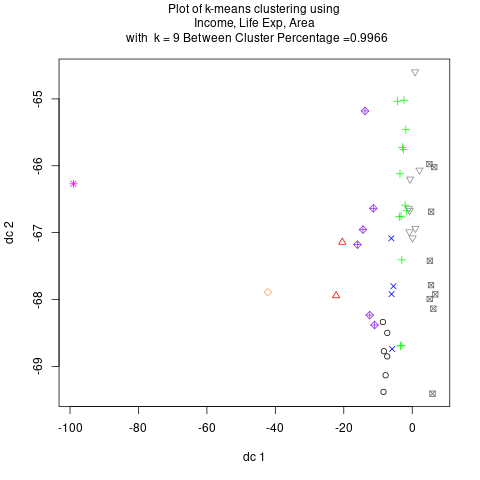 Plot of k-means clustering using
Income, Life Exp, Area
with k = 9 Between Cluster Percentage =0.9966
dc 2
-65
-66
-67
-68
-69
-100
-80
-60
-40
-20
0
dc 1